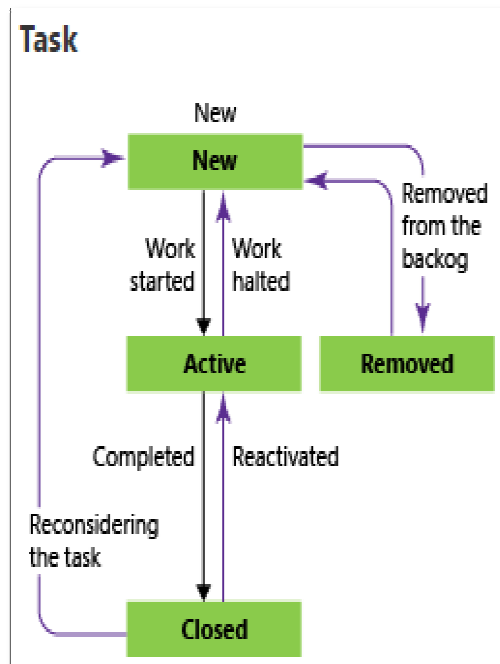 Task
New
New
Removed
from the
backog
Work
started
Work
halted
Active
Removed
Completed
Reactivated
Reconsidering
the task
Closed